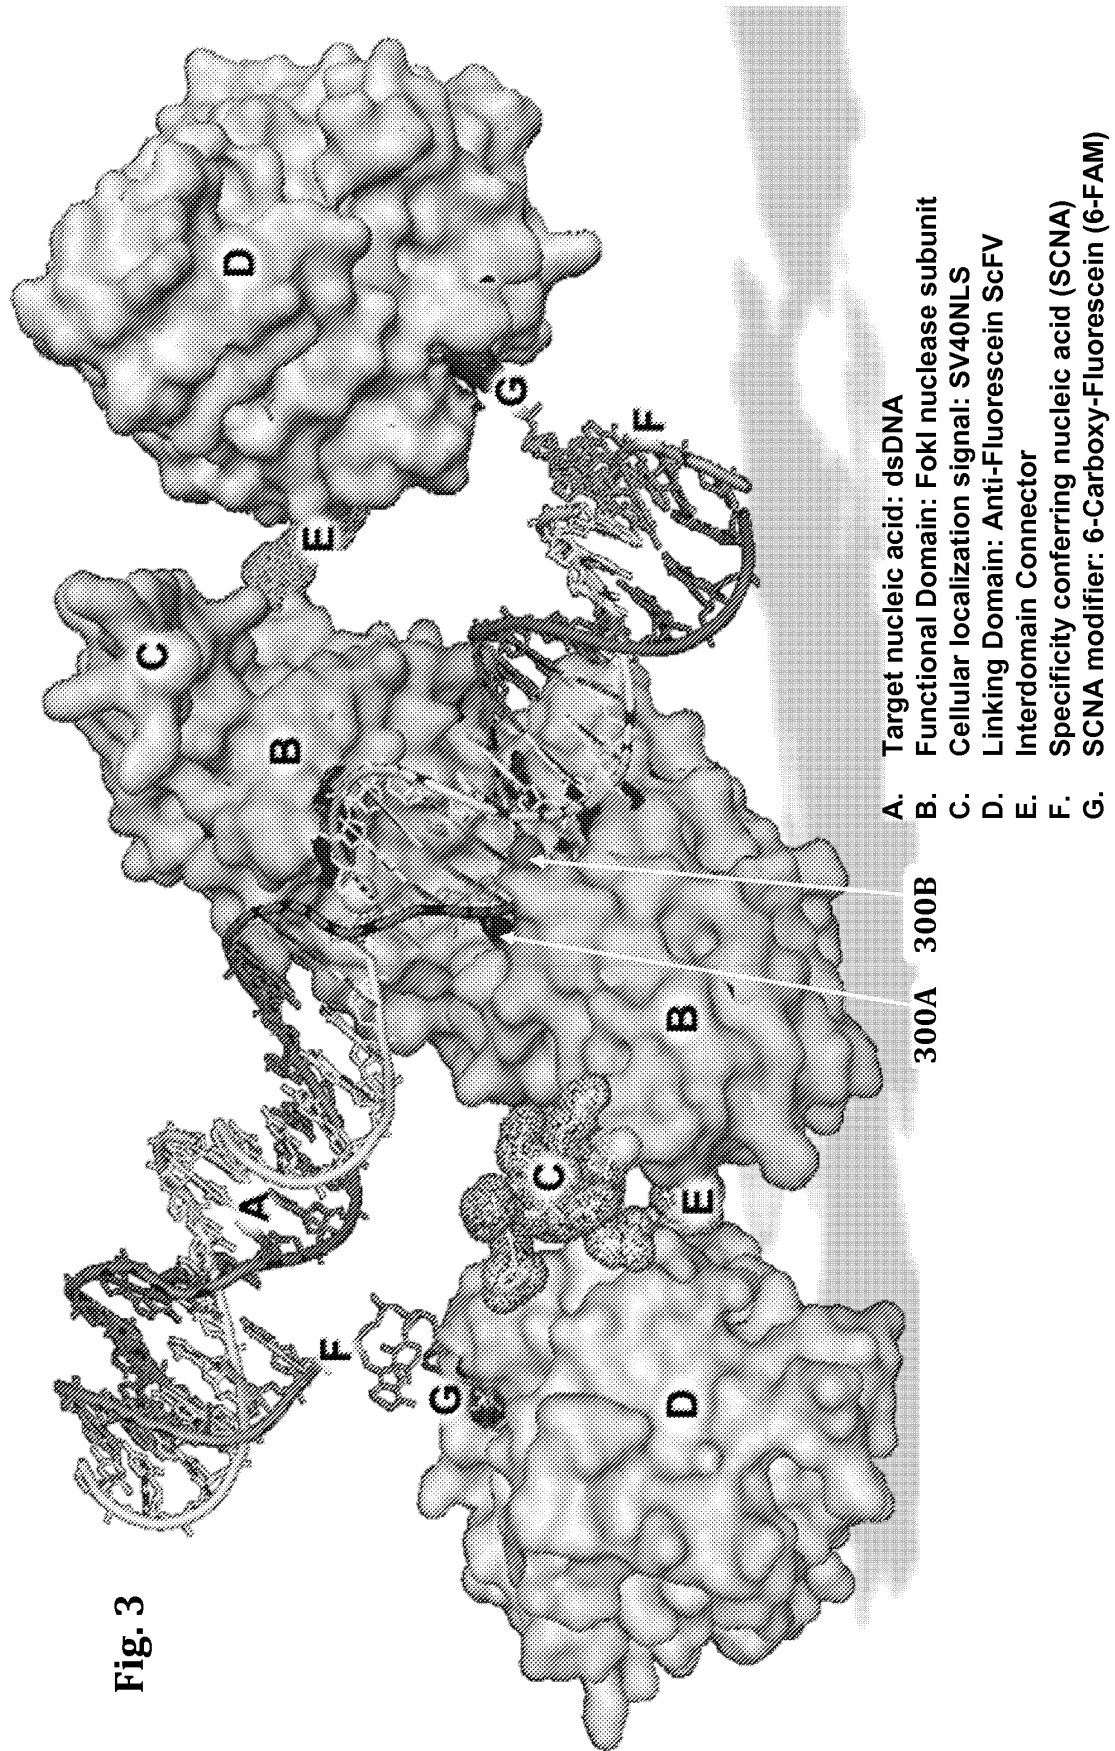 Fig. 3
A
B
B
C
C
D
D
E
E
F
F
G
G
300A
300B
A. Target nucleic acid: dsDNA
B. Functional Domain: FokI nuclease subunit
C. Cellular localization signal: SV40NLS
D. Linking Domain: Anti-Fluorescein ScFV
E. Interdomain Connector
F. Specificity conferring nucleic acid (SCNA)
G. SCNA modifier: 6-Carboxy-Fluorescein (6-FAM)